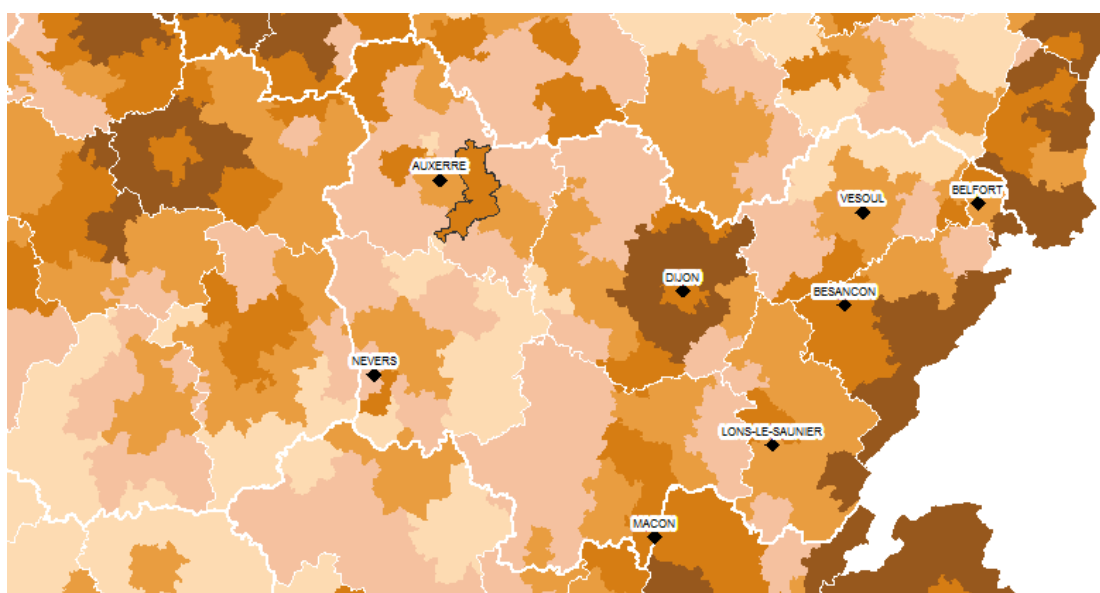 AUXERRE
BELFORT
VESOUL
DIJON
BESANCON
NEVERS
LONS-LE-SAUNIER
MACON